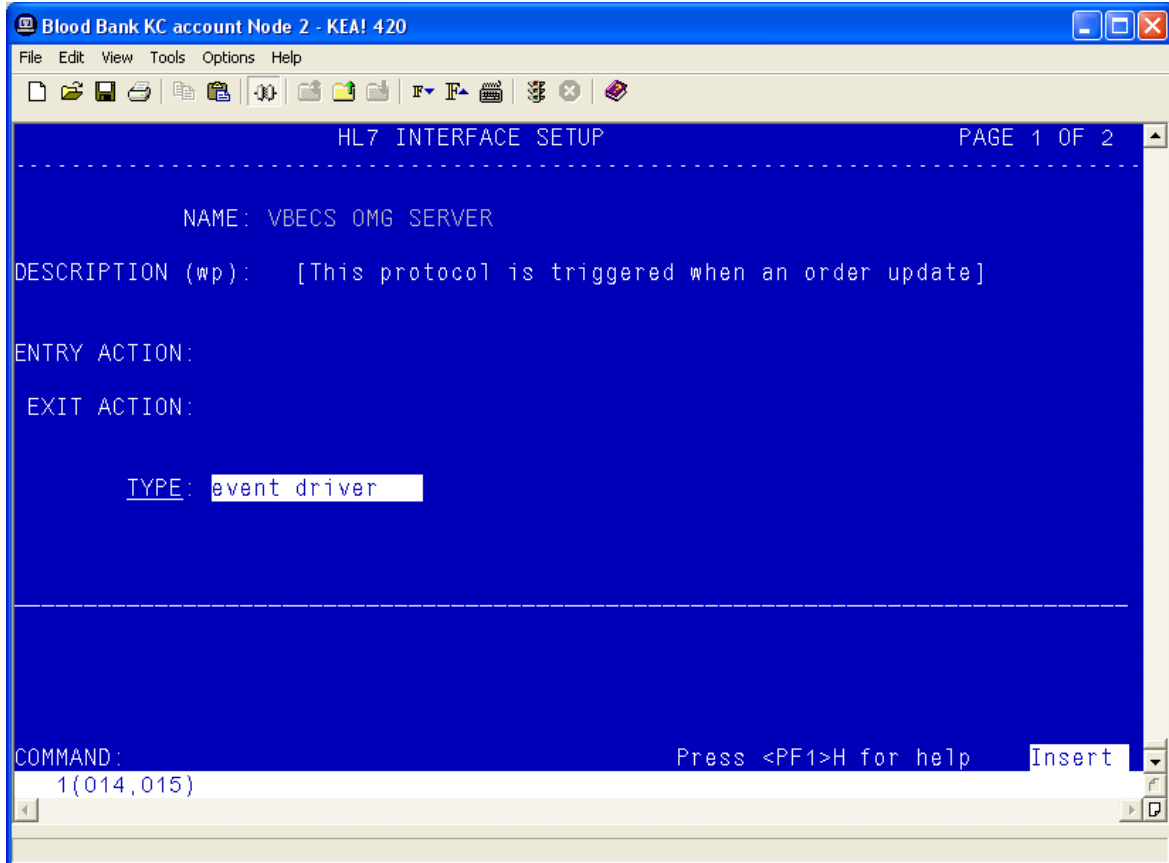 Blood Bank KC account Node 2 - KEA! 420
File Edit View Tools Options Help
HL7 INTERFACE SETUP PAGE 1 OF 2
NAME: VBECS OMG SERVER
DESCRIPTION (wp): [This protocol is triggered when an order update]
ENTRY ACTION:
EXIT ACTION:
TYPE: event driver
COMMAND: Press <PF1>H for help Insert
1(014,015)